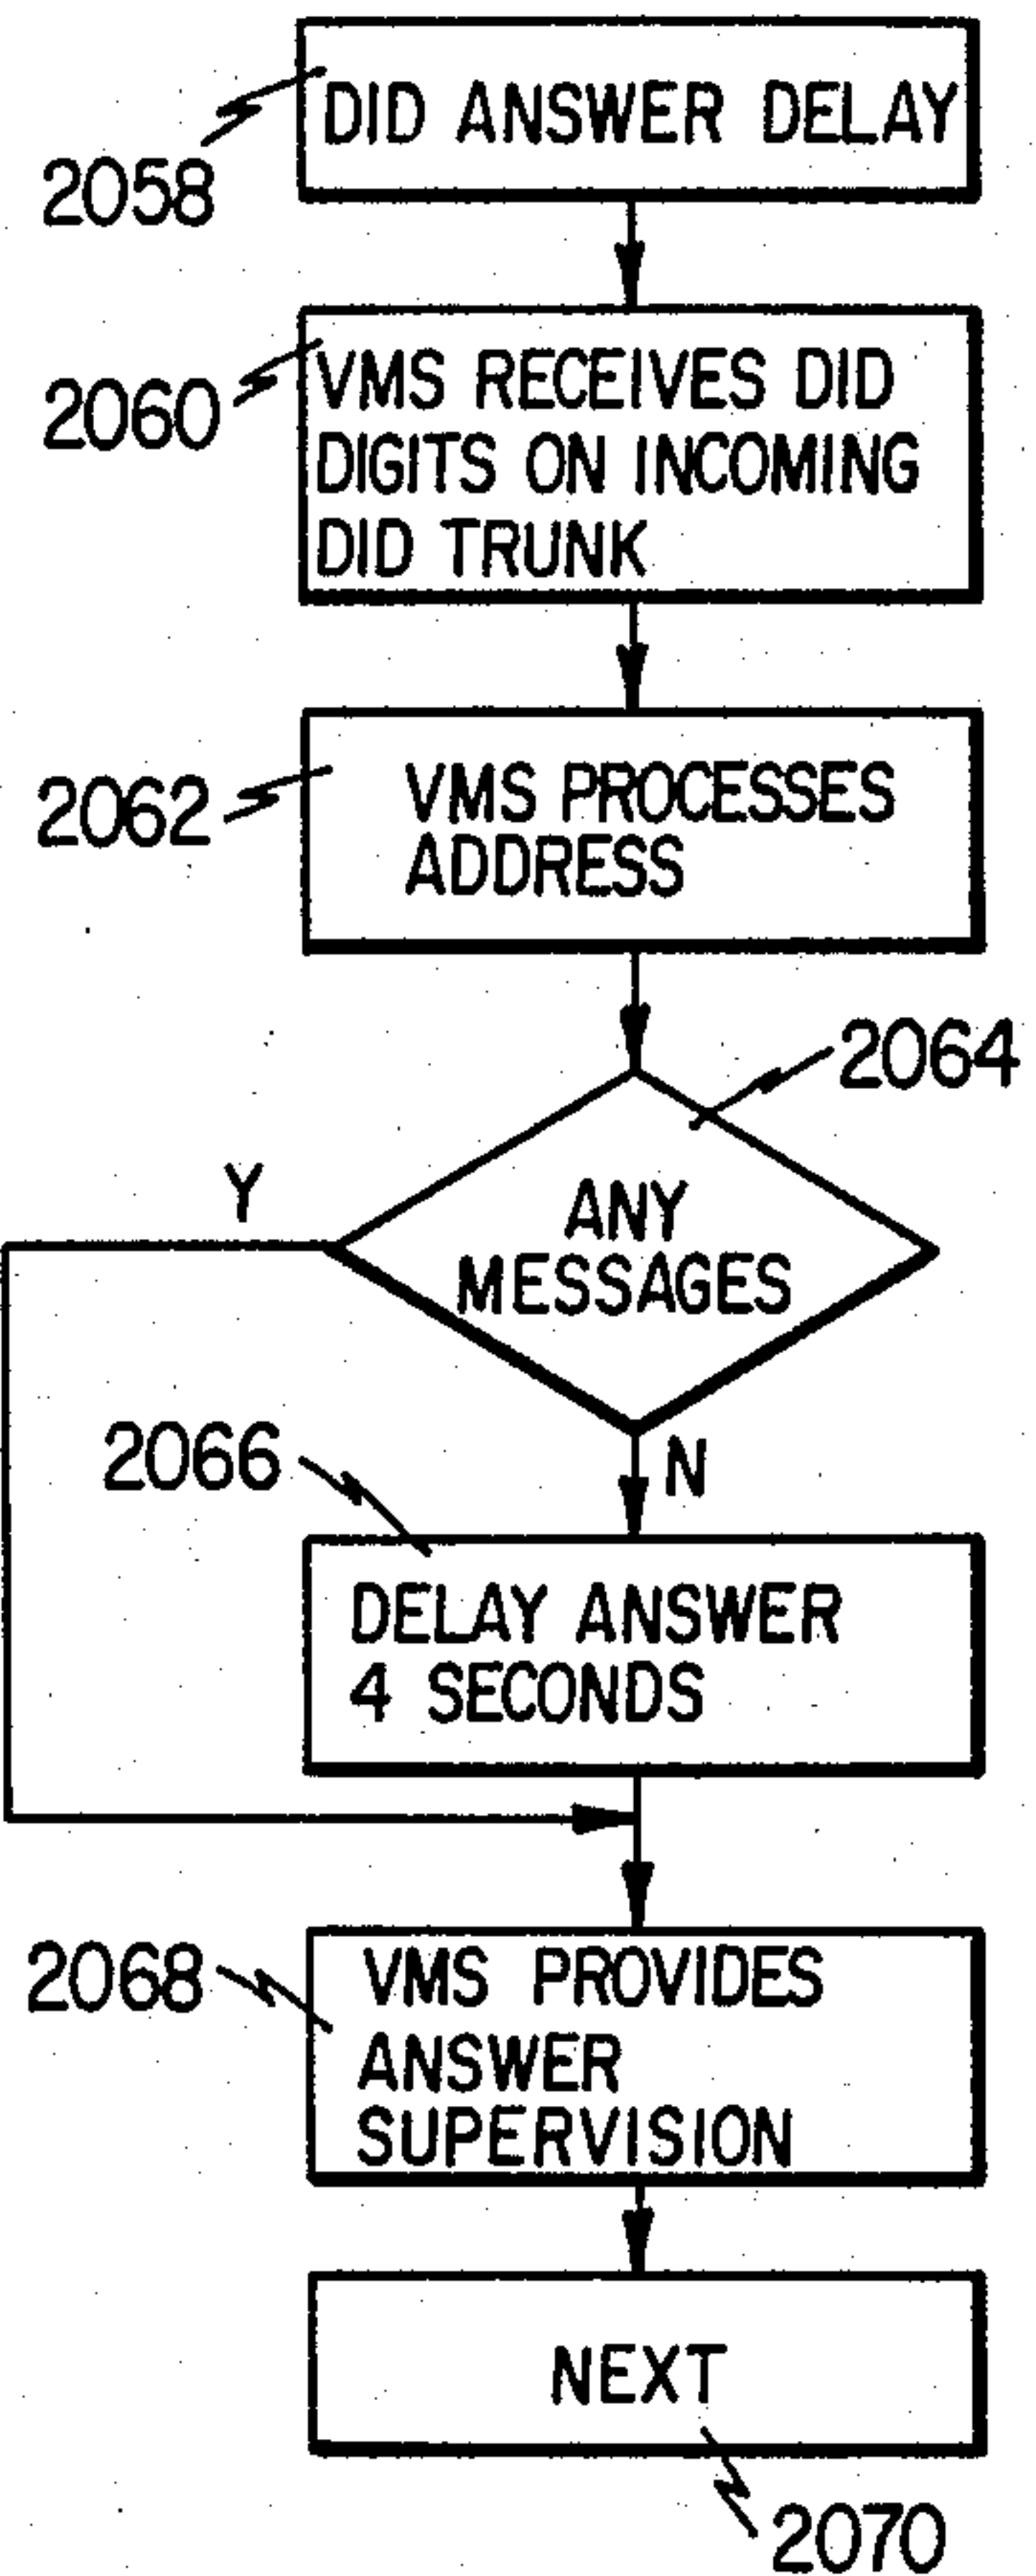 DID ANSWER DELAY
2058
VMS RECEIVES DID
DIGITS ON INCOMING
DID TRUNK
2060
VMS PROCESSES
ADDRESS
2062
2064
Y
ANY
MESSAGES
N
2066
DELAY ANSWER
4 SECONDS
2068
VMS PROVIDES
ANSWER
SUPERVISION
NEXT
2070